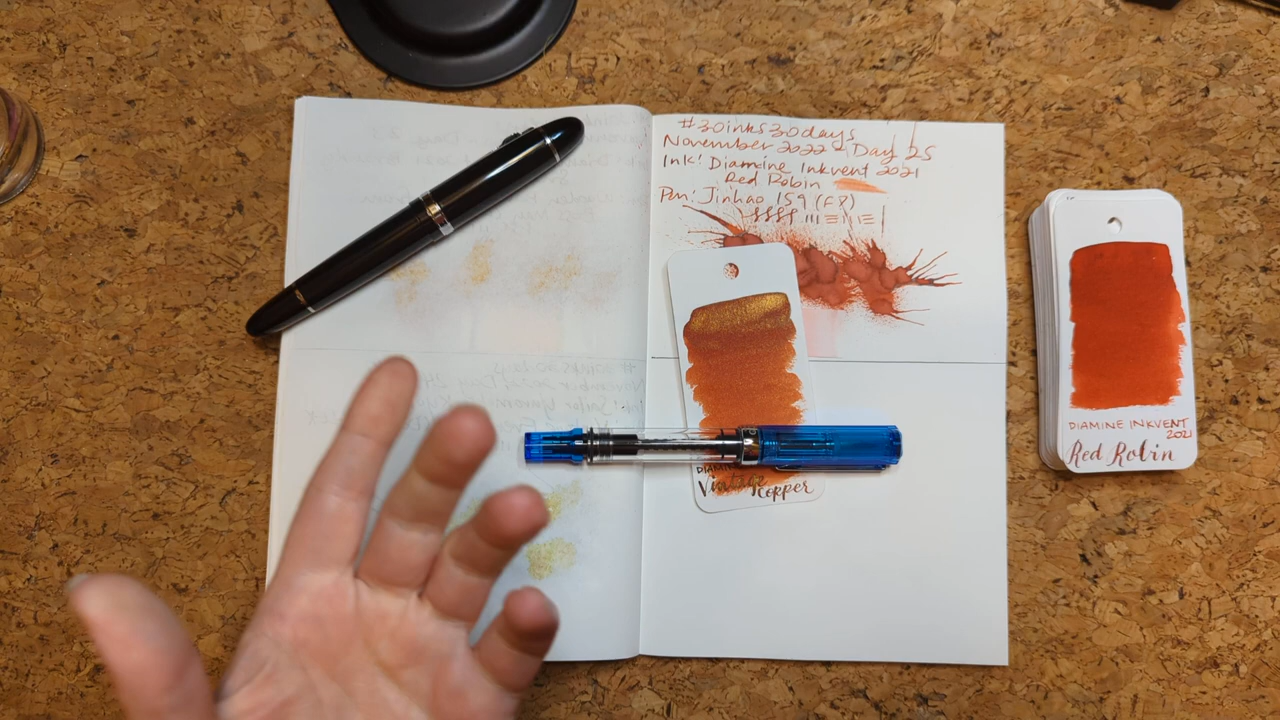 #30inks30days
November 2022 Day 25
Ink: Diamine Inkvent 2021
Red Robin
Pen: Jinhao 159 (F?)
DIAMINE
Vintage
Copper
DIAMINE INKVENT
2021
Red Robin